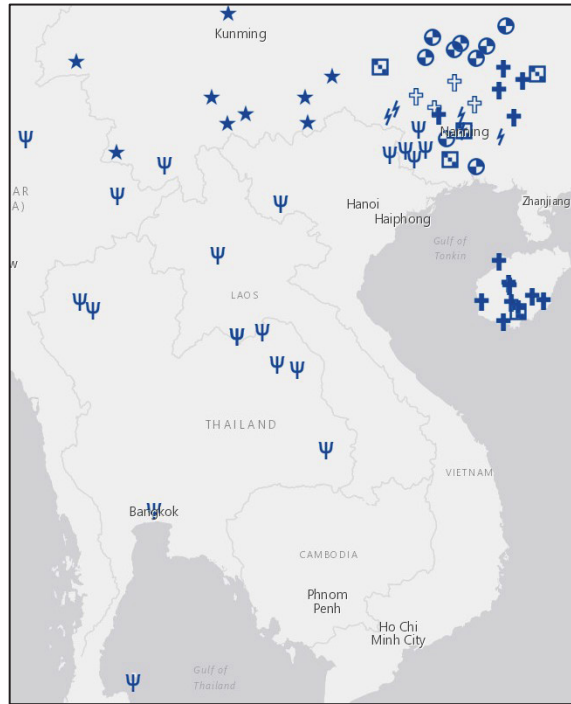 Kunming
Nanning
AR
A)
Hanoi
Haiphong
Zhanjiang
Gulf of
Tonkin
w
LAOS
THAILAND
VIETNAM
Bangkok
CAMBODIA
Phnom
Penh
Ho Chi
Minh City
Gulf of
Thailand